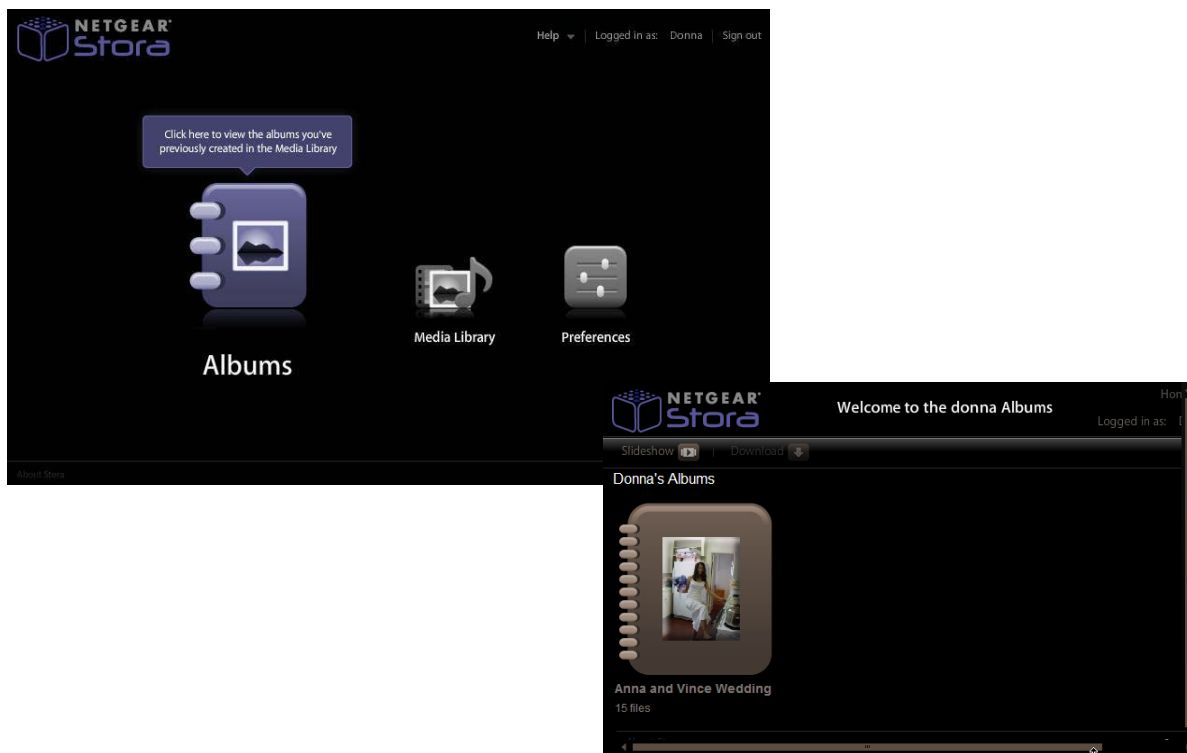 NETGEAR
Stora
Help Logged in as: Donna Sign out
Click here to view the albums you've
previously created in the Media Library
Albums
Media Library
Preferences
About Stora
NETGEAR
Stora
Welcome to the donna Albums
Logged in as:
Slideshow Download
Donna's Albums
Anna and Vince Wedding
15 files